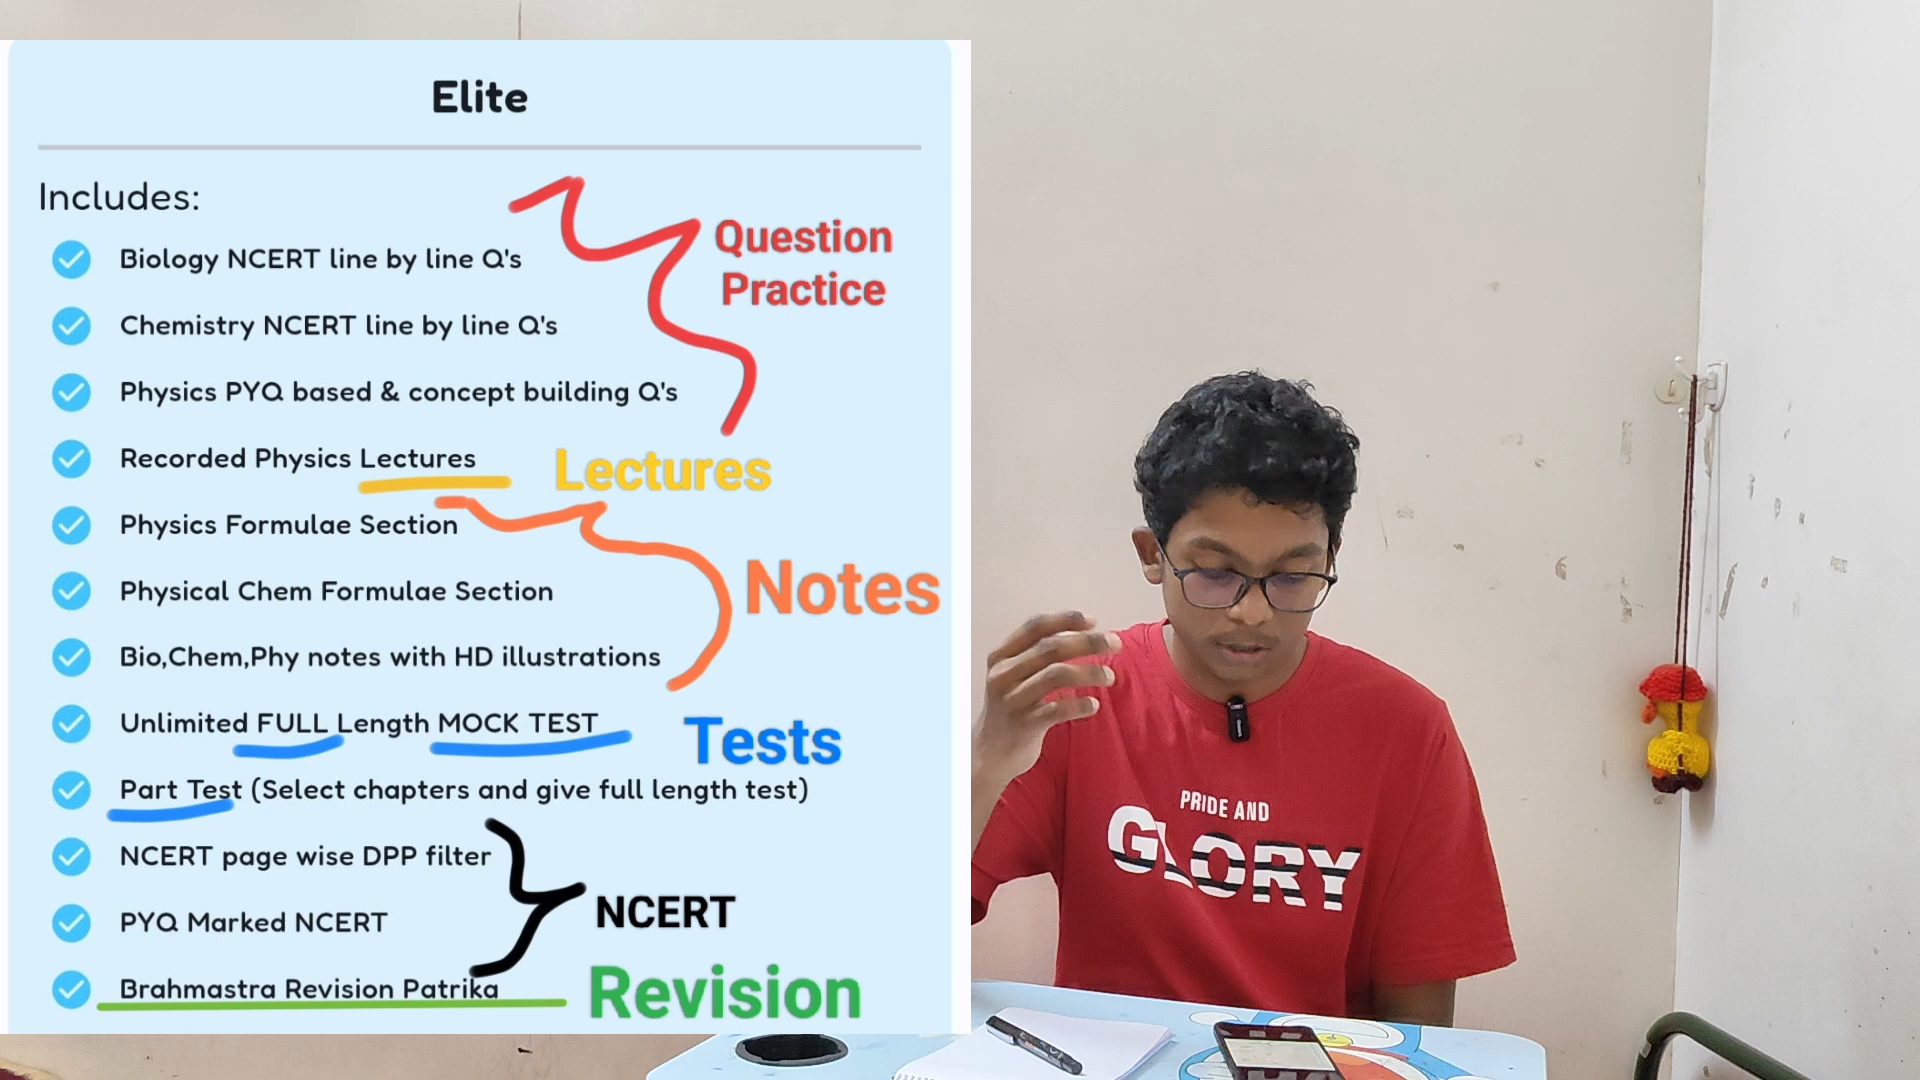 Elite
Includes:
Biology NCERT line by line Q's
Chemistry NCERT line by line Q's
Physics PYQ based & concept building Q's
Question
Practice
Recorded Physics Lectures
Lectures
Physics Formulae Section
Physical Chem Formulae Section
Bio,Chem,Phy notes with HD illustrations
Notes
Unlimited FULL Length MOCK TEST
Tests
Part Test (Select chapters and give full length test)
NCERT page wise DPP filter
PYQ Marked NCERT
NCERT
Brahmastra Revision Patrika
Revision
PRIDE AND
GLORY